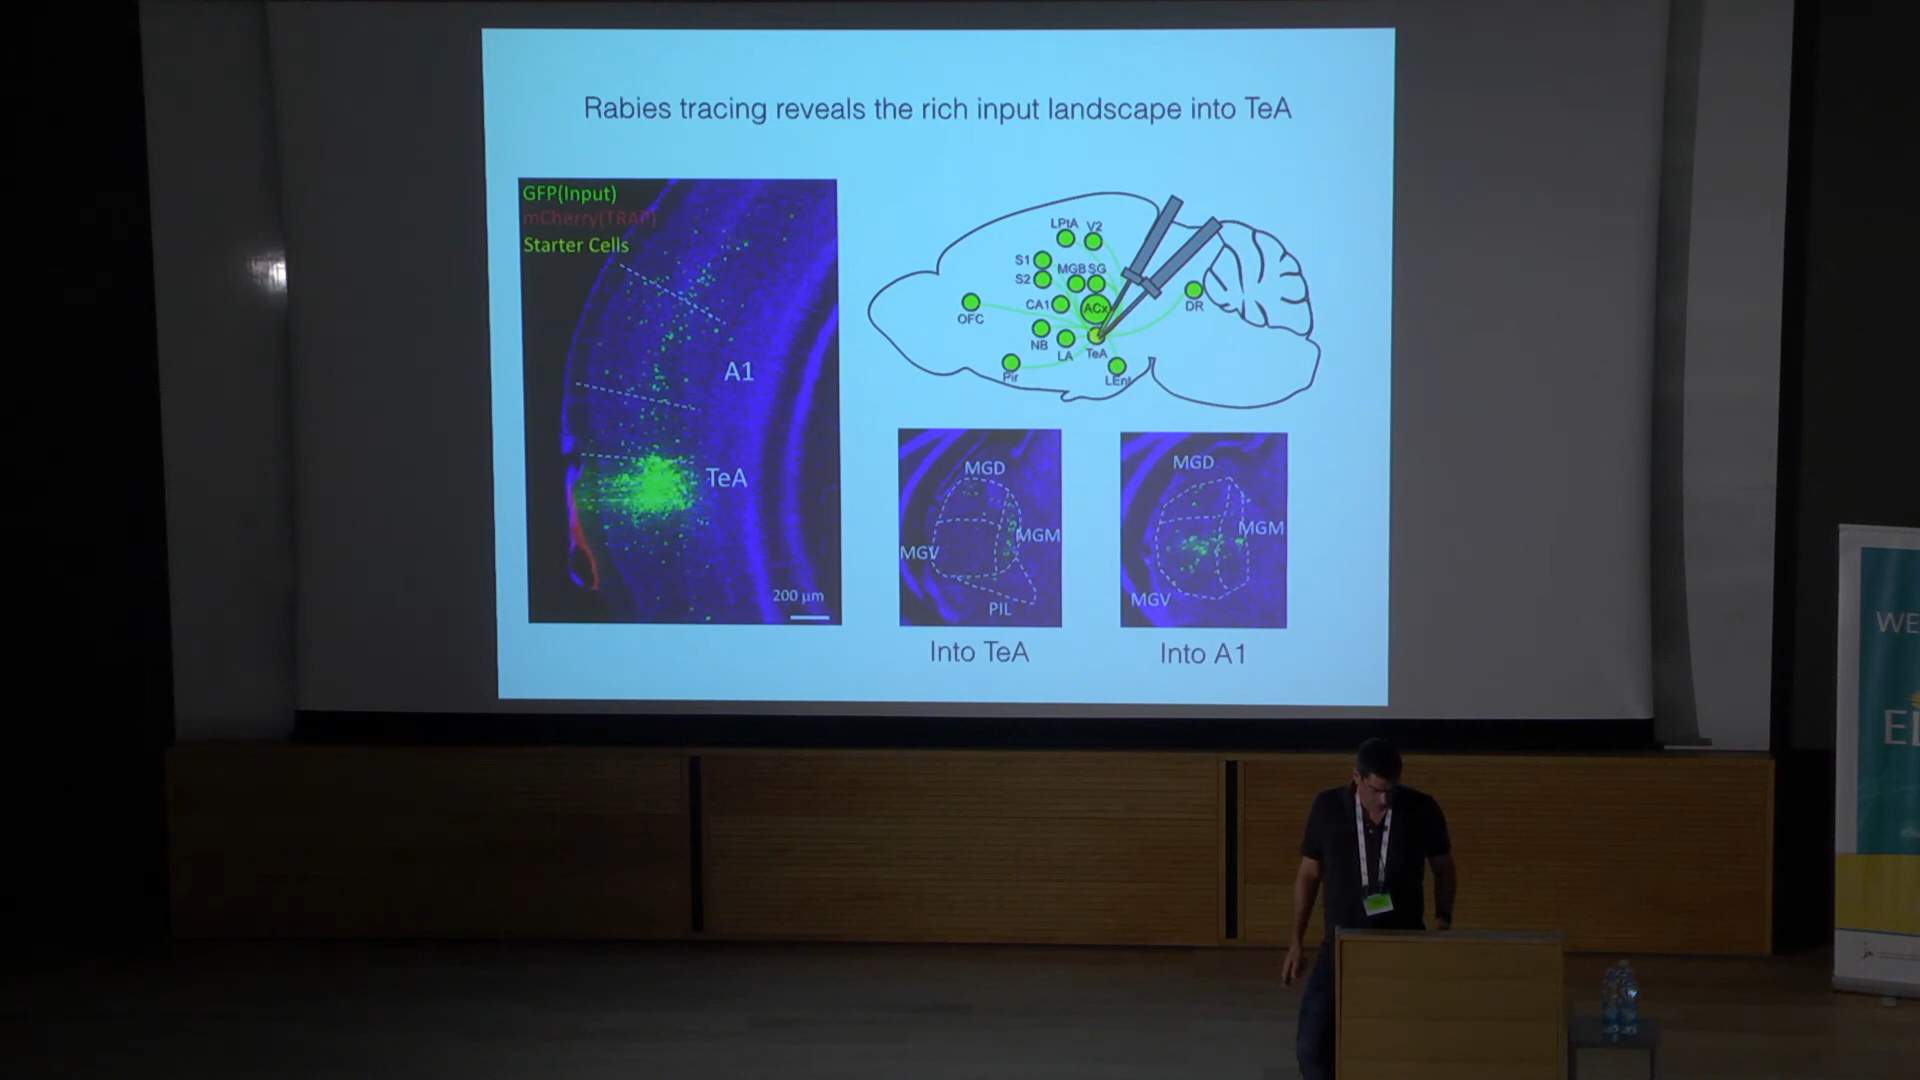 Rabies tracing reveals the rich input landscape into TeA
GFP(Input)
mCherry(TRAP)
Starter Cells
A1
TeA
200 µm
LPtA V2
S1
S2
MGB SG
CA1
ACx
OFC
NB
LA
TeA
DR
Pir
LEnt
MGD
MGM
MGV
PIL
Into TeA
MGD
MGM
MGV
Into A1
WE